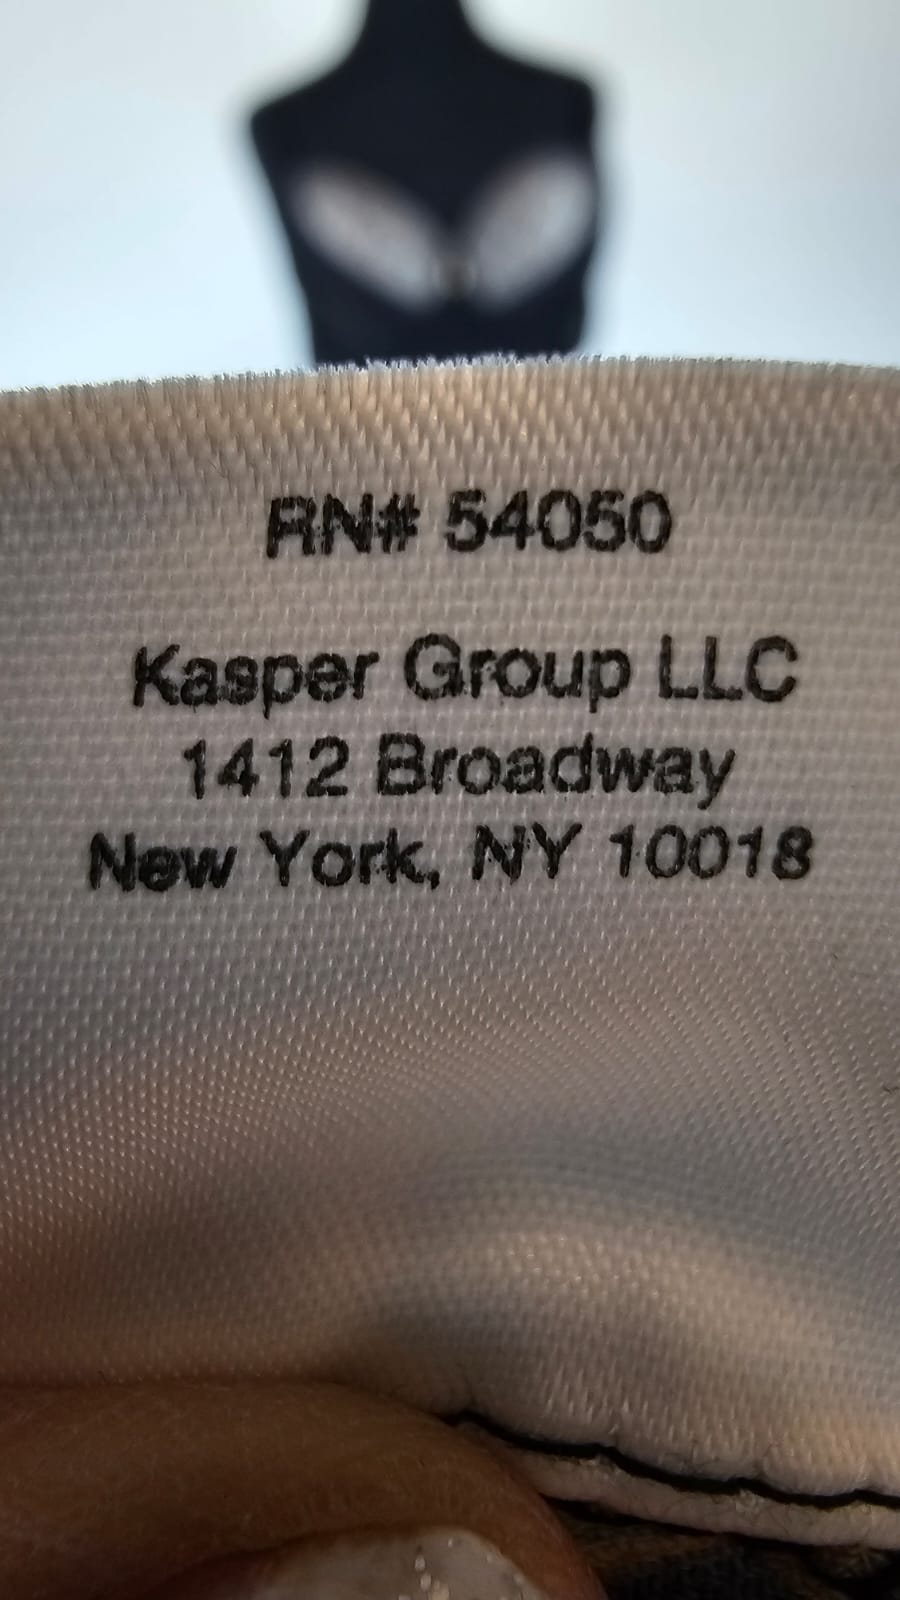 RN# 54050
Kasper Group LLC
1412 Broadway
New York, NY 10018